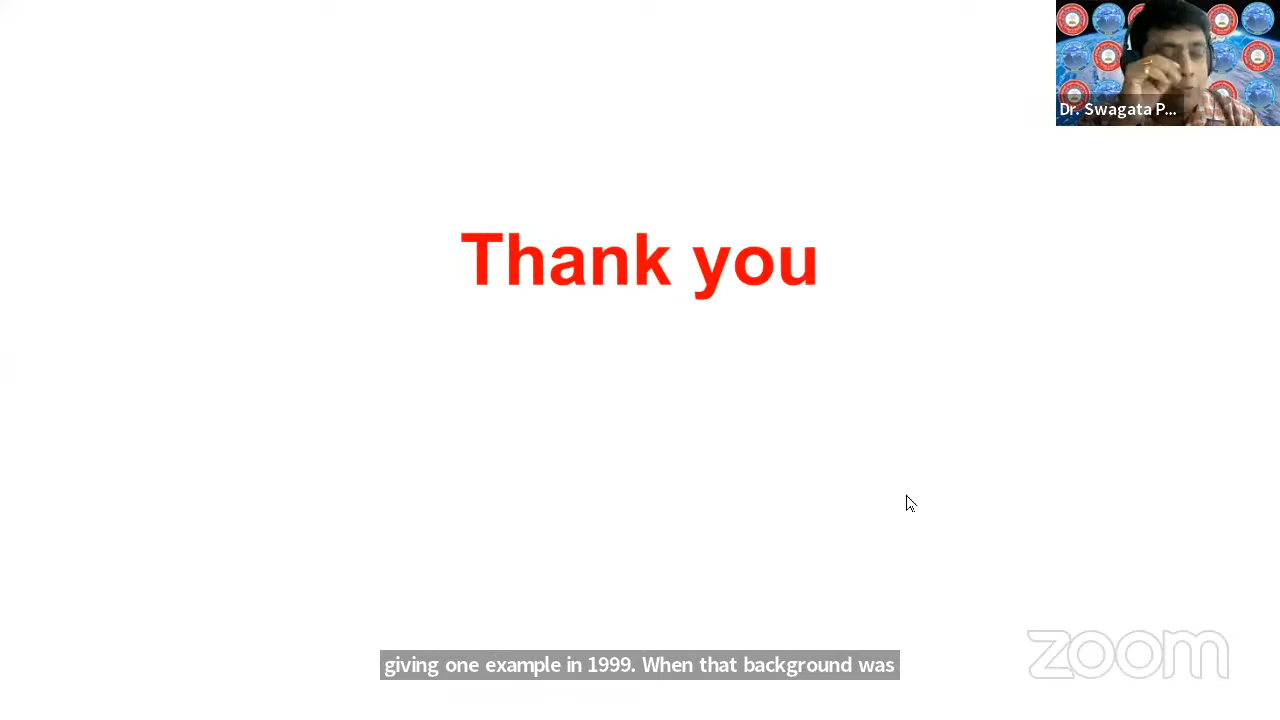 Dr. Swagata P...
Thank you
giving one example in 1999. When that background was
zoom